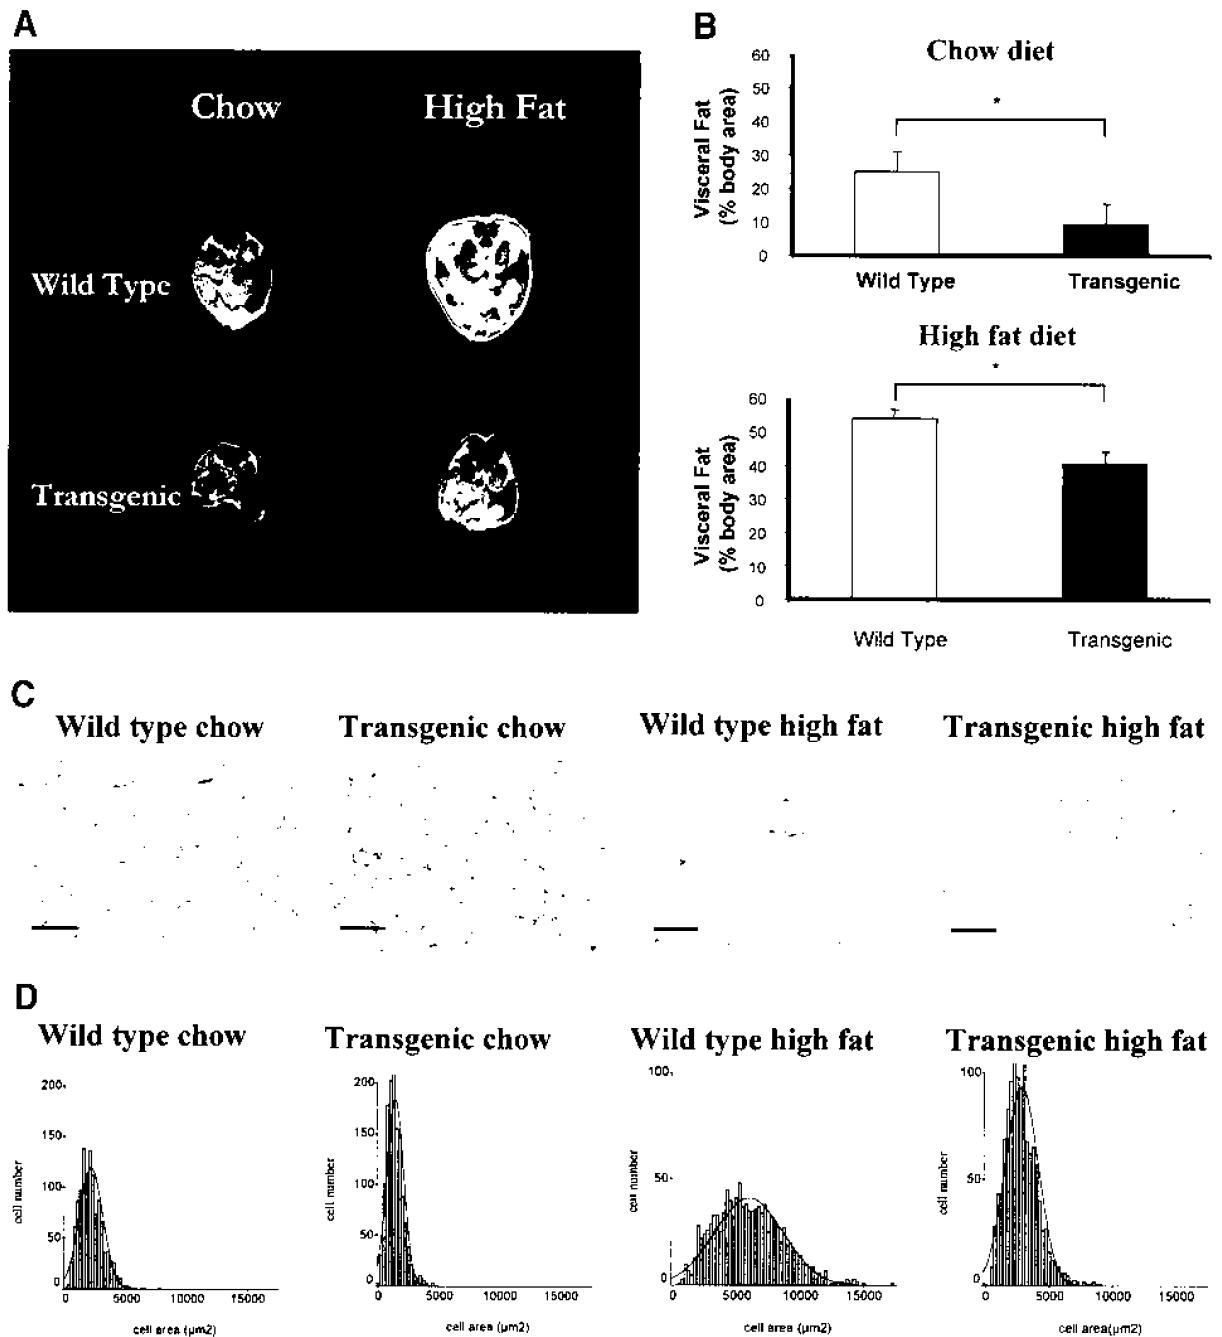 A
Chow High Fat
Wild Type
Transgenic
B
Chow diet
Visceral Fat
(% body area)
60
50
40
30
20
10
0
*
Wild Type Transgenic
High fat diet
Visceral Fat
(% body area)
*
60
50
40
30
20
10
0
Wild Type Transgenic
C
Wild type chow Transgenic chow Wild type high fat Transgenic high fat
D
Wild type chow Transgenic chow Wild type high fat Transgenic high fat
cell number
200
150
100
50
0
0 5000 10000 15000
cell area (µm2)
cell number
200
150
100
50
0
0 5000 10000 15000
cell area (µm2)
cell number
100
50
0
0 5000 10000 15000
cell area (µm2)
cell number
100
50
0
0 5000 10000 15000
cell area(µm2)